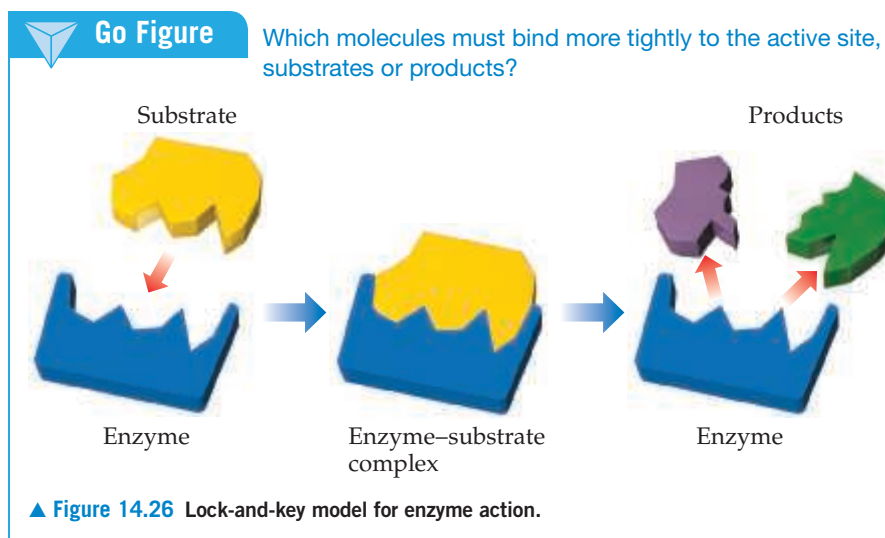 Go Figure
Which molecules must bind more tightly to the active site,
substrates or products?
Substrate
Products
Enzyme
Enzyme–substrate
complex
Enzyme
▲ Figure 14.26 Lock-and-key model for enzyme action.